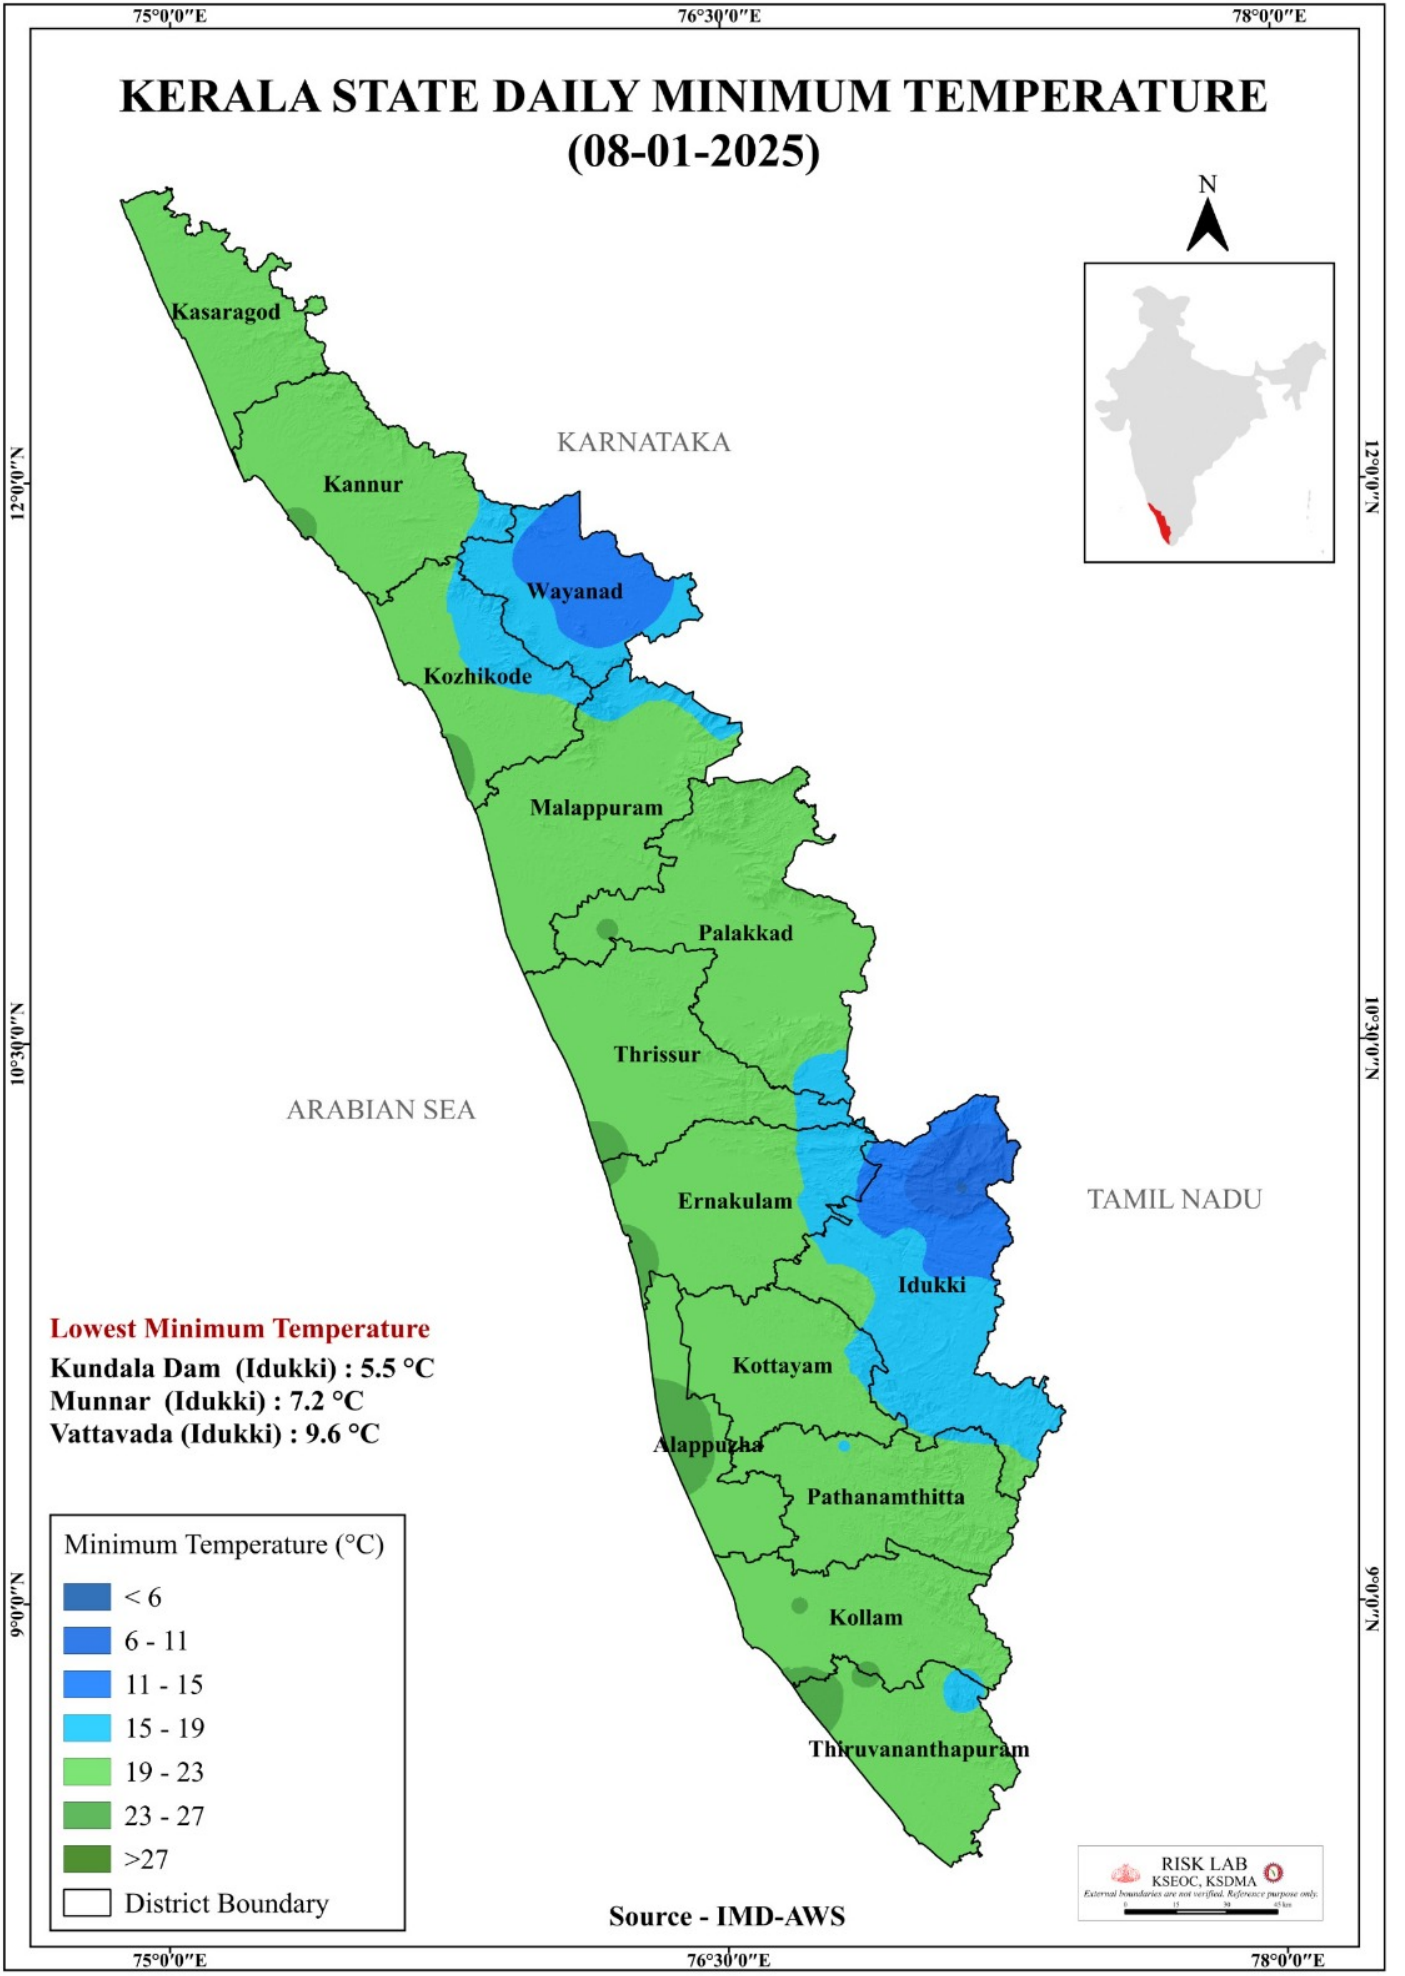 75°0'0"E 76°30'0"E 78°0'0"E
KERALA STATE DAILY MINIMUM TEMPERATURE
(08-01-2025)
N
Kasaragod
KARNATAKA
12°0'0"N
12°0'0"N
Kannur
Wayanad
Kozhikode
Malappuram
Palakkad
10°30'0"N
10°30'0"N
Thrissur
ARABIAN SEA
Ernakulam
TAMIL NADU
Idukki
Lowest Minimum Temperature
Kundala Dam (Idukki) : 5.5 °C
Munnar (Idukki) : 7.2 °C
Vattavada (Idukki) : 9.6 °C
Kottayam
Alappuzha
Pathanamthitta
Minimum Temperature (°C)
< 6
6 - 11
11 - 15
15 - 19
19 - 23
23 - 27
>27
District Boundary
9°0'0"N
9°0'0"N
Kollam
Thiruvananthapuram
RISK LAB
KSEOC, KSDMA
External boundaries are not verified. Reference purpose only.
0 15 30 45 km
Source - IMD-AWS
75°0'0"E 76°30'0"E 78°0'0"E